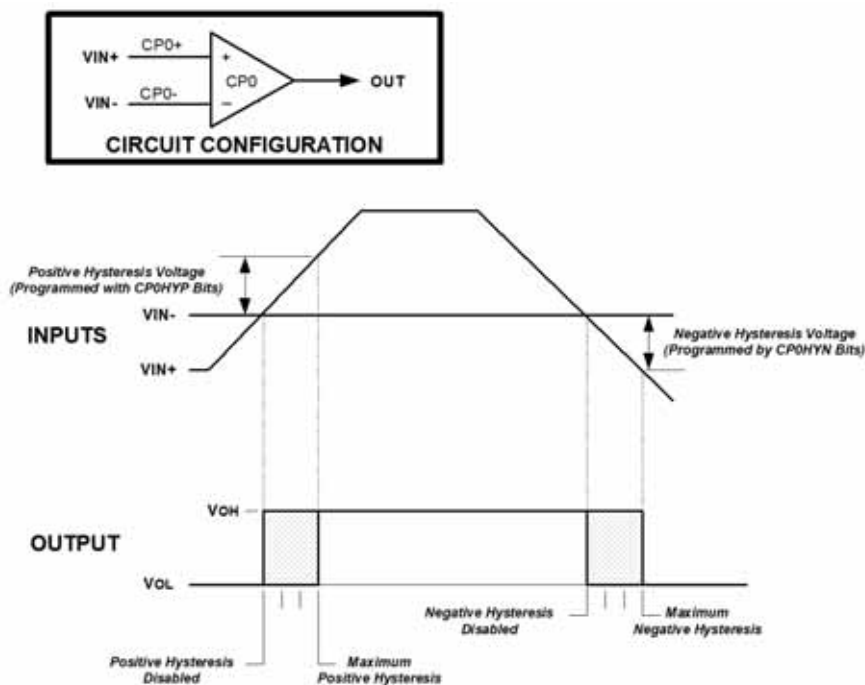 VIN+
CP0+
+
CP0
OUT
VIN-
CP0-
–
CIRCUIT CONFIGURATION
Positive Hysteresis Voltage
(Programmed with CP0HYP Bits)
VIN-
INPUTS
Negative Hysteresis Voltage
(Programmed by CP0HYN Bits)
VIN+
VOH
OUTPUT
VOL
Negative Hysteresis
Disabled
Maximum
Negative Hysteresis
Positive Hysteresis
Disabled
Maximum
Positive Hysteresis